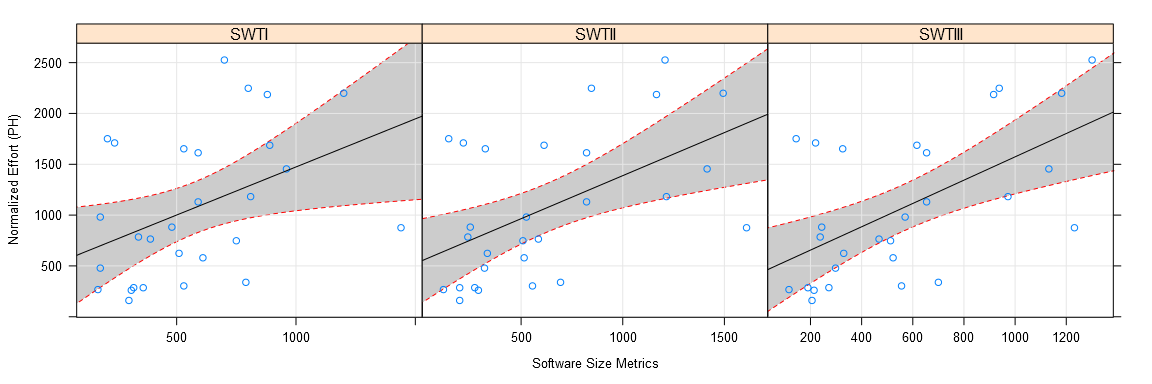 SWTI SWTII SWTIII
Normalized Effort (PH)
2500
2000
1500
1000
500
500 1000 500 1000 1500 200 400 600 800 1000 1200
Software Size Metrics